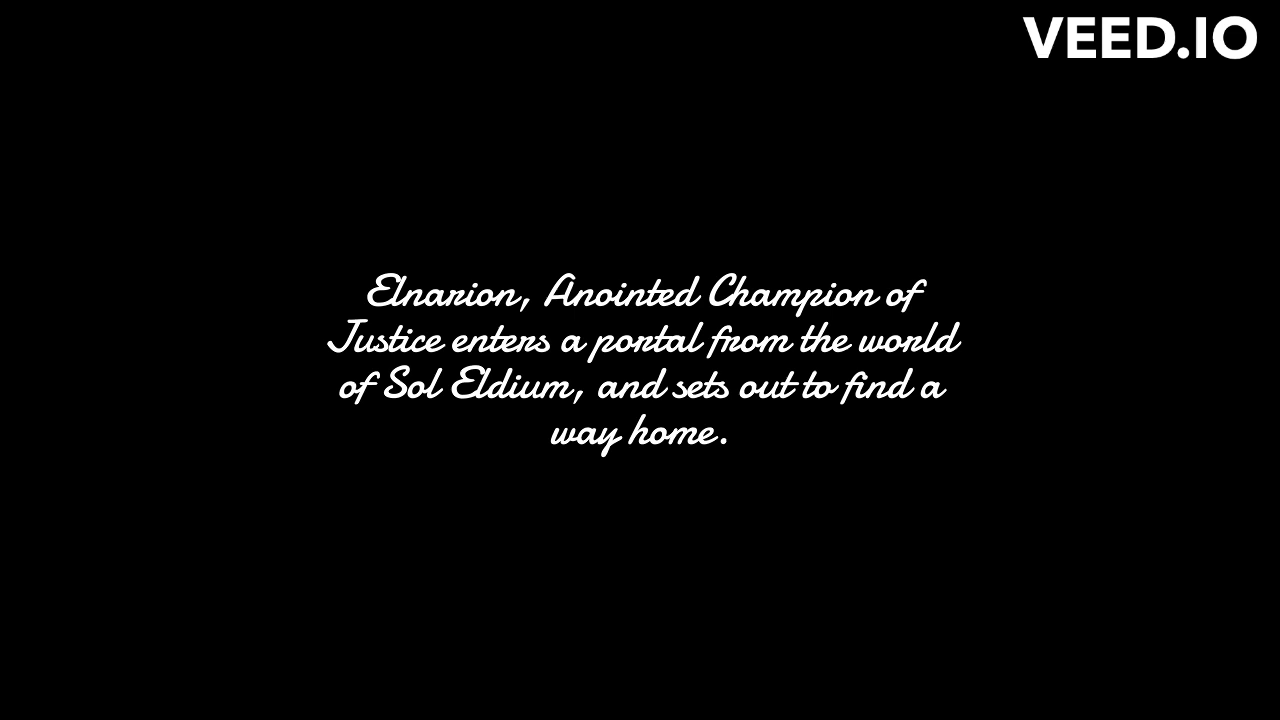 VEED.IO
Elnarion, Anointed Champion of
Justice enters a portal from the world
of Sol Eldium, and sets out to find a
way home.